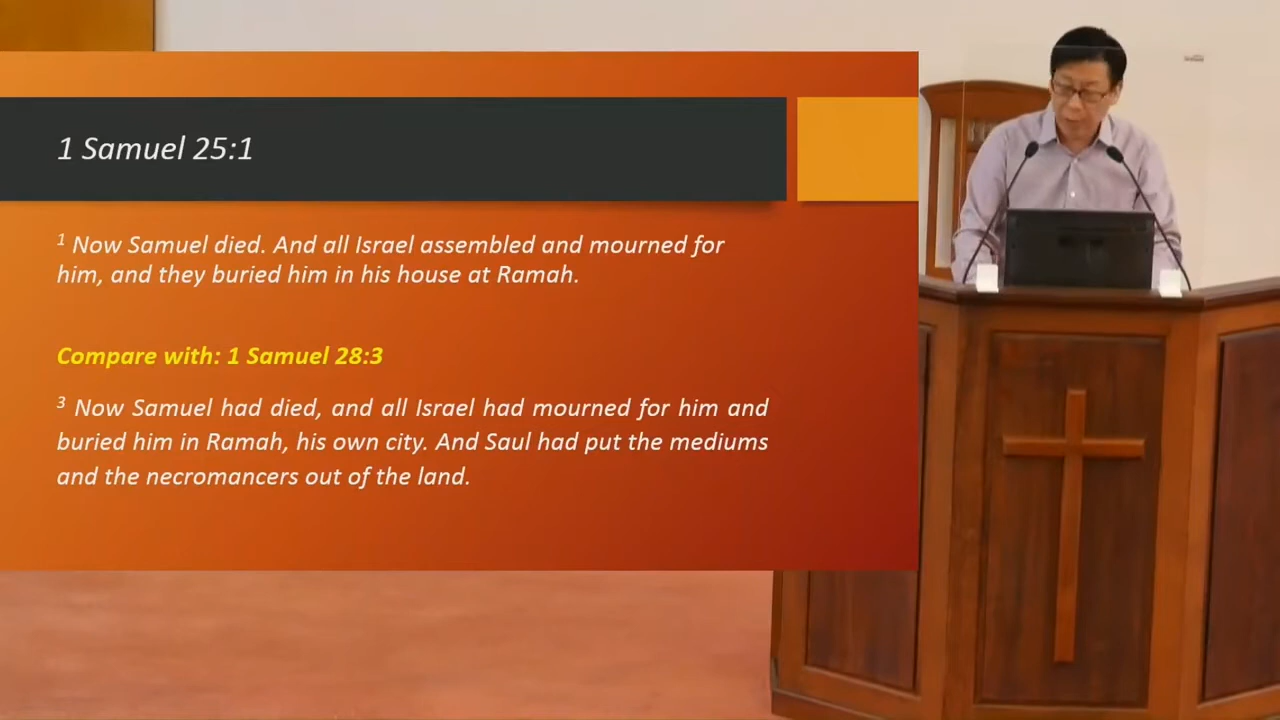 1 Samuel 25:1
1 Now Samuel died. And all Israel assembled and mourned for
him, and they buried him in his house at Ramah.
Compare with: 1 Samuel 28:3
3 Now Samuel had died, and all Israel had mourned for him and
buried him in Ramah, his own city. And Saul had put the mediums
and the necromancers out of the land.